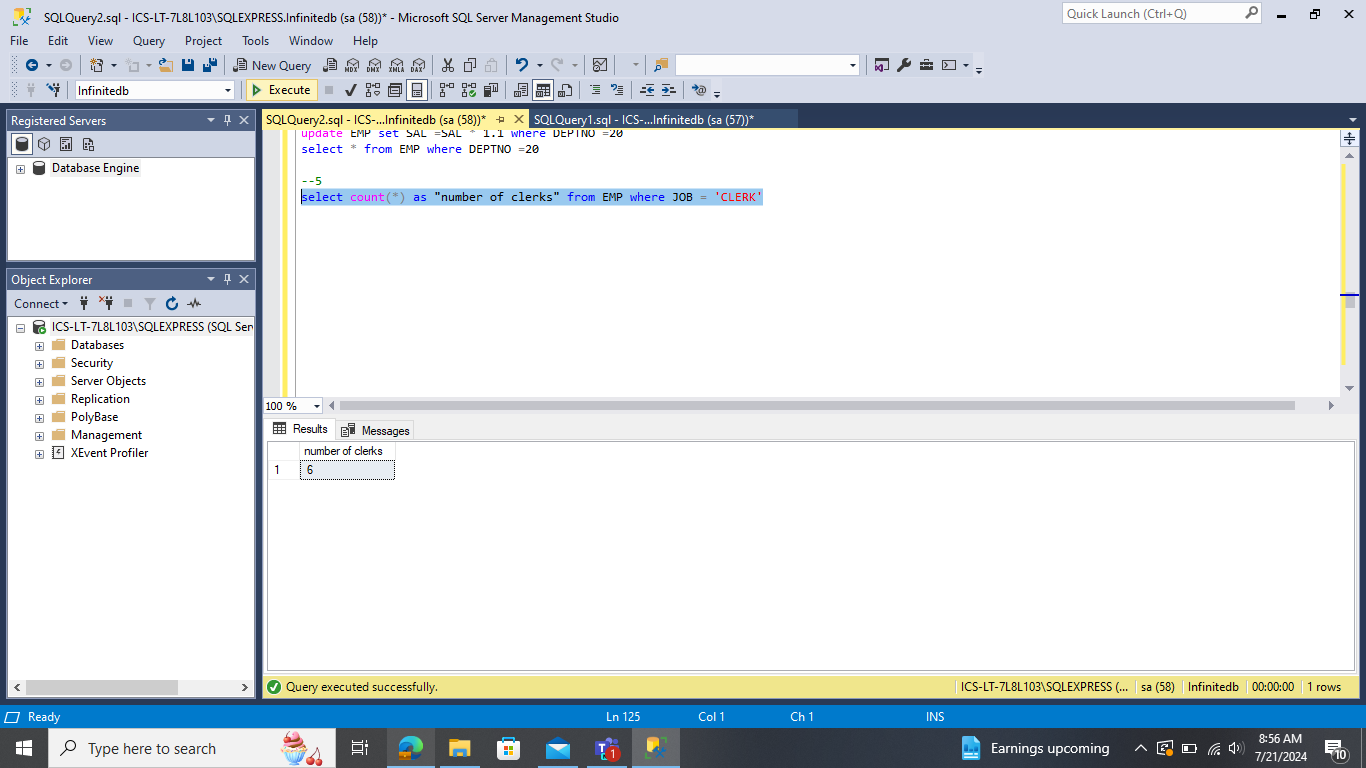 SQLQuery2.sql - ICS-LT-7L8L103\SQLEXPRESS.Infinitedb (sa (58))* - Microsoft SQL Server Management Studio
Quick Launch (Ctrl+Q)
File Edit View Query Project Tools Window Help
New Query
MDX DMX XMLA DAX
Infinitedb
Execute
Registered Servers
Database Engine
SQLQuery2.sql - ICS-...Infinitedb (sa (58))*
SQLQuery1.sql - ICS-...Infinitedb (sa (57))*
update EMP set SAL =SAL * 1.1 where DEPTNO =20
select * from EMP where DEPTNO =20
--5
select count(*) as "number of clerks" from EMP where JOB = 'CLERK'
Object Explorer
Connect
ICS-LT-7L8L103\SQLEXPRESS (SQL Ser
Databases
Security
Server Objects
Replication
PolyBase
Management
XEvent Profiler
100 %
Results Messages
number of clerks
1 6
Query executed successfully.
ICS-LT-7L8L103\SQLEXPRESS (... sa (58) Infinitedb 00:00:00 1 rows
Ready Ln 125 Col 1 Ch 1 INS
Type here to search
1
Earnings upcoming
8:56 AM
7/21/2024
10